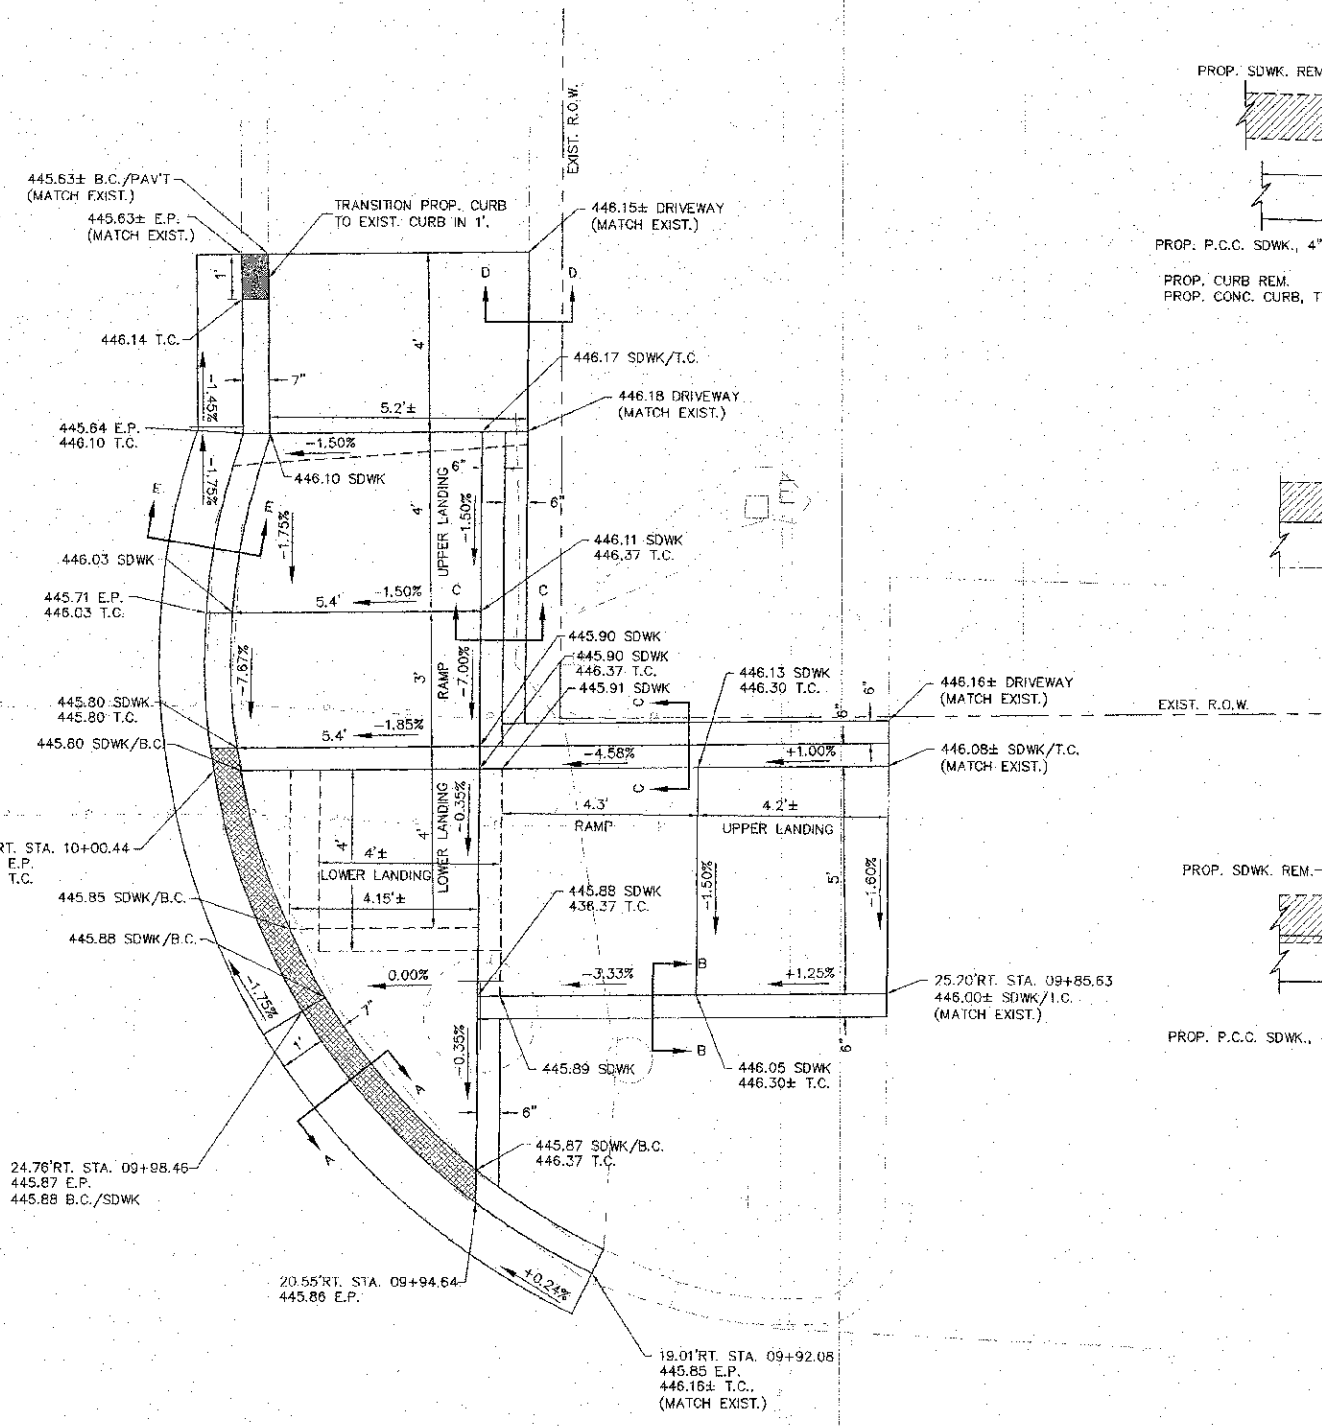 PROP. SDWK. REM
EXIST. R.O.W.
445.63± B.C./PAV'T
(MATCH EXIST.)
445.63± E.P.
(MATCH EXIST.)
TRANSITION PROP. CURB
TO EXIST. CURB IN 1'.
446.15± DRIVEWAY
(MATCH EXIST.)
PROP. P.C.C. SDWK., 4"
PROP. CURB REM.
PROP. CONC. CURB, T
1'
D
D
446.14 T.C.
4'
446.17 SDWK/T.C.
7"
-1.45%
446.18 DRIVEWAY
(MATCH EXIST.)
5.2'±
445.64 E.P.
446.10 T.C.
-1.50%
446.10 SDWK
-1.75%
6"
6"
E
E
-1.75%
4'
UPPER LANDING
-1.50%
446.03 SDWK
446.11 SDWK
446.37 T.C.
445.71 E.P.
446.03 T.C.
5.4'
-1.50%
C
C
445.90 SDWK
445.90 SDWK
446.37 T.C.
445.91 SDWK
-7.67%
3'
RAMP
-7.00%
446.13 SDWK
446.30 T.C.
446.16± DRIVEWAY
(MATCH EXIST.)
6"
6"
EXIST. R.O.W.
445.80 SDWK
445.80 T.C.
445.80 SDWK/B.C.
5.4'
-1.85%
C
C
-4.58%
+1.00%
446.08± SDWK/T.C.
(MATCH EXIST.)
4.3'
RAMP
4.2'±
UPPER LANDING
-0.35%
4'
LOWER LANDING
4'
4'±
LOWER LANDING
4.15'±
RT. STA. 10+00.44
E.P.
T.C.
5'
-1.50%
-1.60%
PROP. SDWK. REM.
445.85 SDWK/B.C.
445.88 SDWK
436.37 T.C.
445.88 SDWK/B.C.
0.00%
-3.33%
B
B
+1.25%
25.20'RT. STA. 09+85.63
446.00± SDWK/T.C.
(MATCH EXIST.)
-1.75%
7"
1'
-0.35%
445.89 SDWK
446.05 SDWK
446.30± T.C.
6"
PROP. P.C.C. SDWK.,
A
A
6"
445.87 SDWK/B.C.
446.37 T.C.
24.76'RT. STA. 09+98.46
445.87 E.P.
445.88 B.C./SDWK
20.55'RT. STA. 09+94.64
445.86 E.P.
+0.24%
19.01'RT. STA. 09+92.08
445.85 E.P.
446.16± T.C..
(MATCH EXIST.)